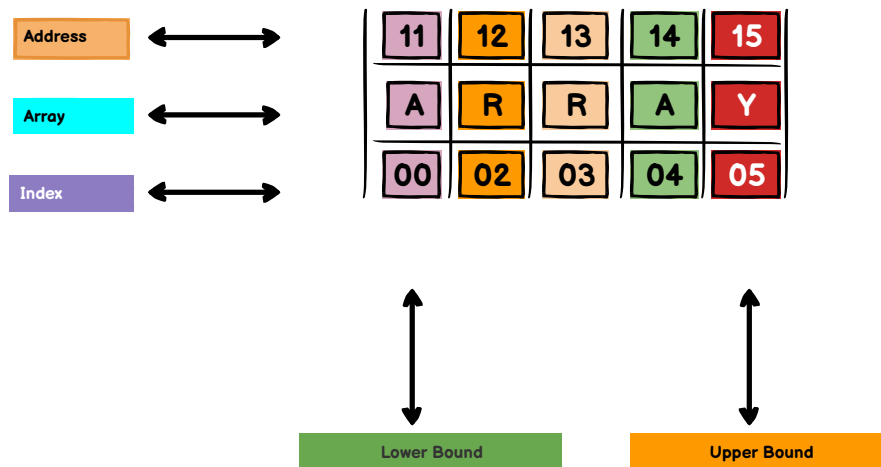 Address 11 12 13 14 15
Array A R R A Y
Index 00 02 03 04 05
Lower Bound Upper Bound